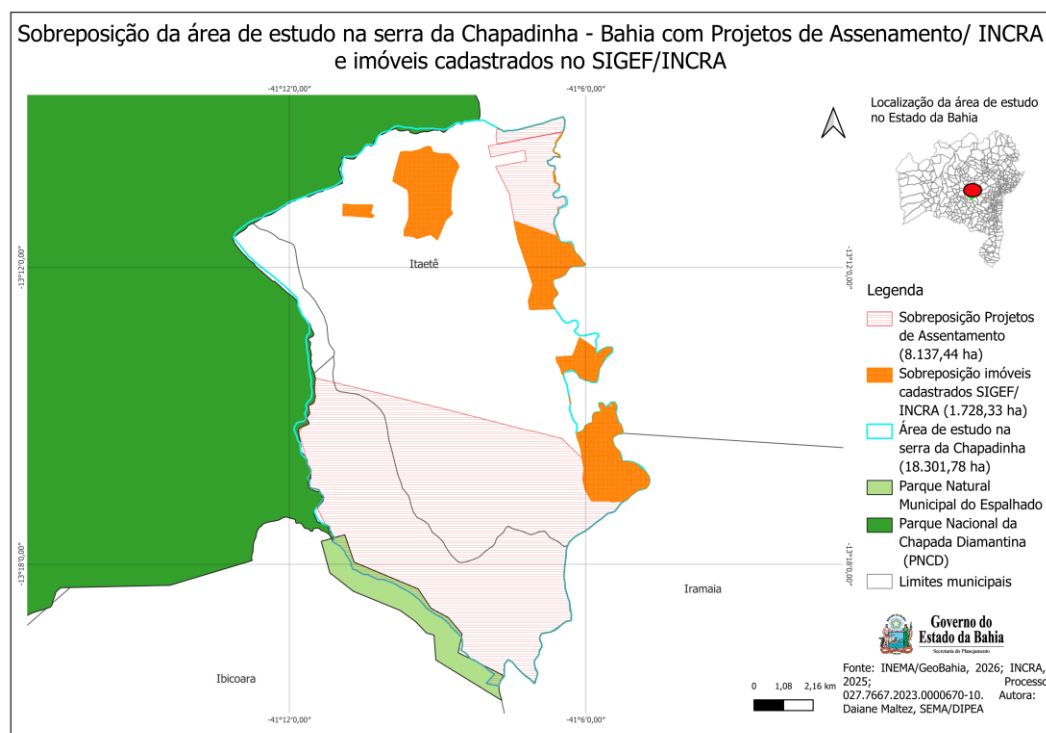 Sobreposição da área de estudo na serra da Chapadinha - Bahia com Projetos de Assenamento/ INCRA
e imóveis cadastrados no SIGEF/INCRA
-41°12'0,00"
-41°6'0,00"
Localização da área de estudo
no Estado da Bahia
-13°12'0,00"
Itaetê
-13°12'0,00"
Legenda
Sobreposição Projetos
de Assentamento
(8.137,44 ha)
Sobreposição imóveis
cadastrados SIGEF/
INCRA (1.728,33 ha)
Área de estudo na
serra da Chapadinha
(18.301,78 ha)
Parque Natural
Municipal do Espalhado
Parque Nacional da
Chapada Diamantina
(PNCD)
Limites municipais
-13°18'0,00"
-13°18'0,00"
Iramaia
Ibicoara
Governo do
Estado da Bahia
Secretaria do Planejamento
0 1,08 2,16 km
Fonte: INEMA/GeoBahia, 2026; INCRA,
2025; Processo
027.7667.2023.0000670-10. Autora:
Daiane Maltez, SEMA/DIPEA
-41°12'0,00"
-41°6'0,00"